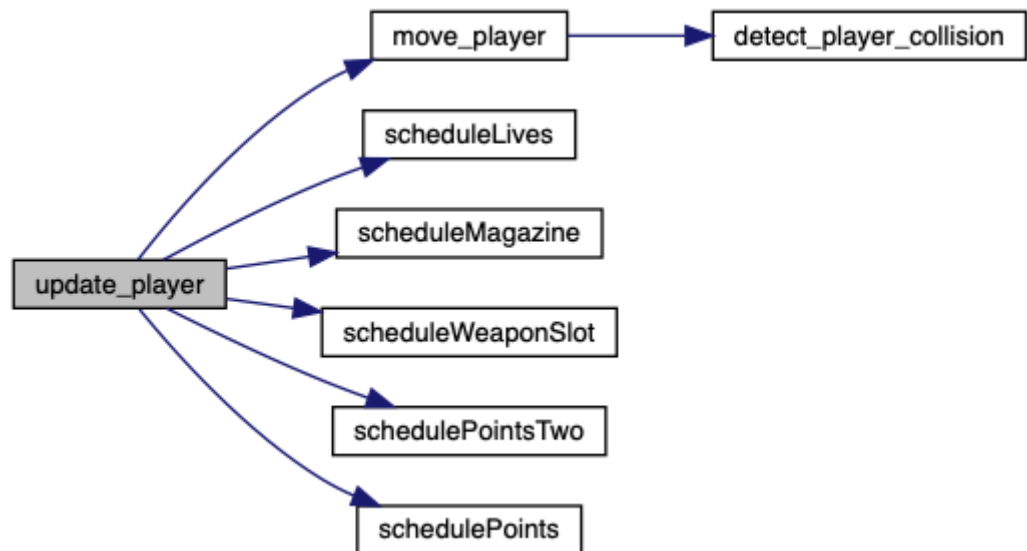 move_player
detect_player_collision
scheduleLives
scheduleMagazine
update_player
scheduleWeaponSlot
schedulePointsTwo
schedulePoints